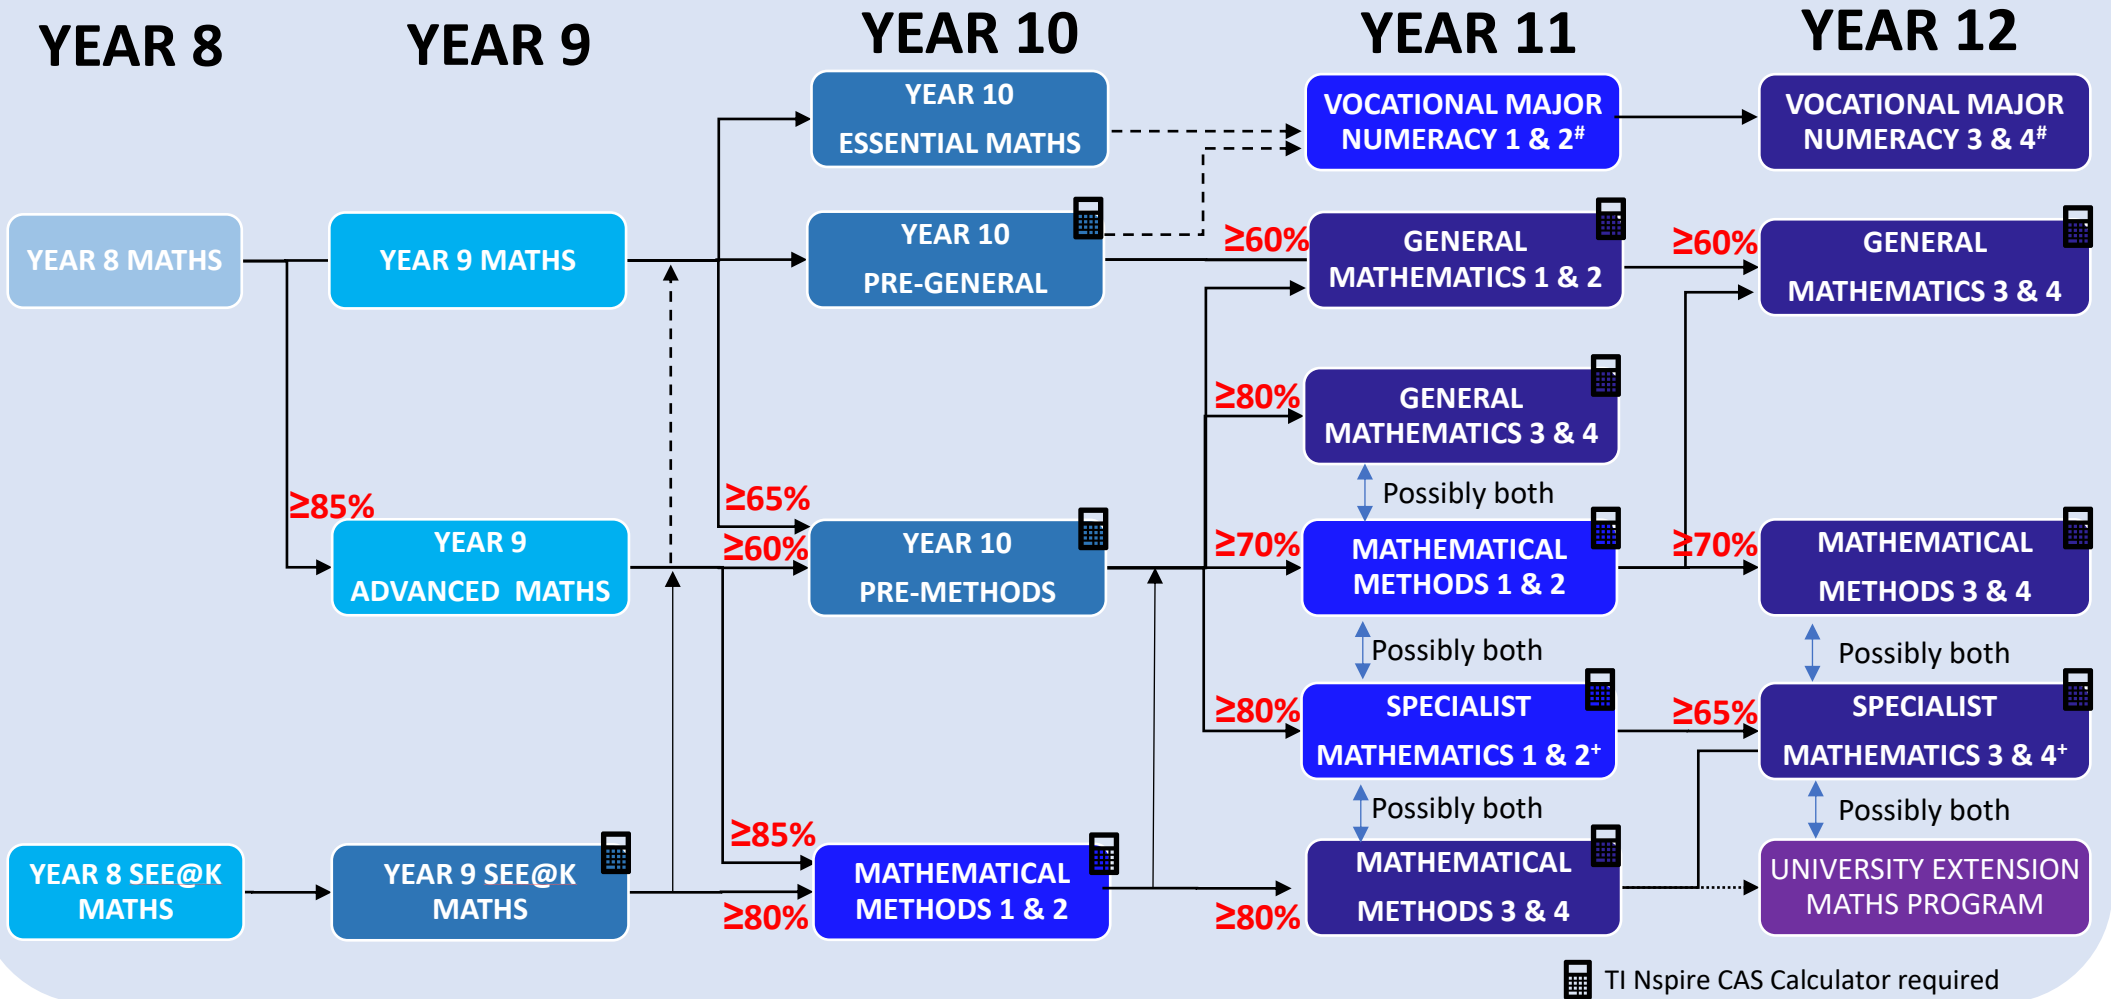 YEAR 8
YEAR 9
YEAR 10
YEAR 11
YEAR 12
YEAR 10
ESSENTIAL MATHS
VOCATIONAL MAJOR
NUMERACY 1 & 2#
VOCATIONAL MAJOR
NUMERACY 3 & 4#
YEAR 8 MATHS
YEAR 9 MATHS
YEAR 10
PRE-GENERAL
≥60%
GENERAL
MATHEMATICS 1 & 2
≥60%
GENERAL
MATHEMATICS 3 & 4
≥80%
GENERAL
MATHEMATICS 3 & 4
Possibly both
≥85%
YEAR 9
ADVANCED MATHS
≥65%
≥60%
YEAR 10
PRE-METHODS
≥70%
MATHEMATICAL
METHODS 1 & 2
≥70%
MATHEMATICAL
METHODS 3 & 4
Possibly both
Possibly both
≥80%
SPECIALIST
MATHEMATICS 1 & 2+
≥65%
SPECIALIST
MATHEMATICS 3 & 4+
Possibly both
Possibly both
YEAR 8 SEE@K
MATHS
YEAR 9 SEE@K
MATHS
≥85%
≥80%
MATHEMATICAL
METHODS 1 & 2
≥80%
MATHEMATICAL
METHODS 3 & 4
UNIVERSITY EXTENSION
MATHS PROGRAM
TI Nspire CAS Calculator required